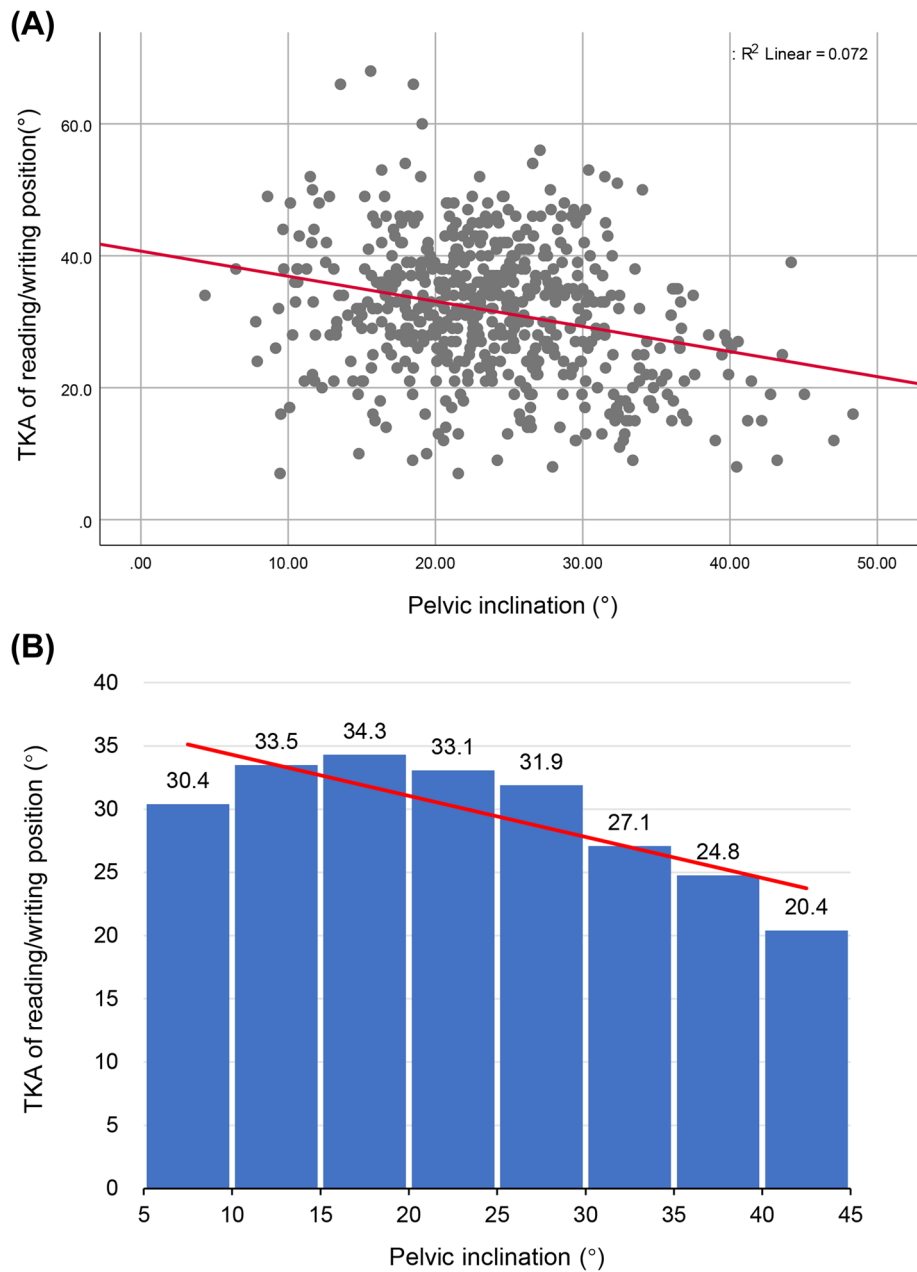 (A)
: R² Linear = 0.072
TKA of reading/writing position(°)
60.0
40.0
20.0
.0
.00 10.00 20.00 30.00 40.00 50.00
Pelvic inclination (°)
(B)
TKA of reading/writing position (°)
40
35
30
25
20
15
10
5
0
30.4 33.5 34.3 33.1 31.9 27.1 24.8 20.4
5 10 15 20 25 30 35 40 45
Pelvic inclination (°)